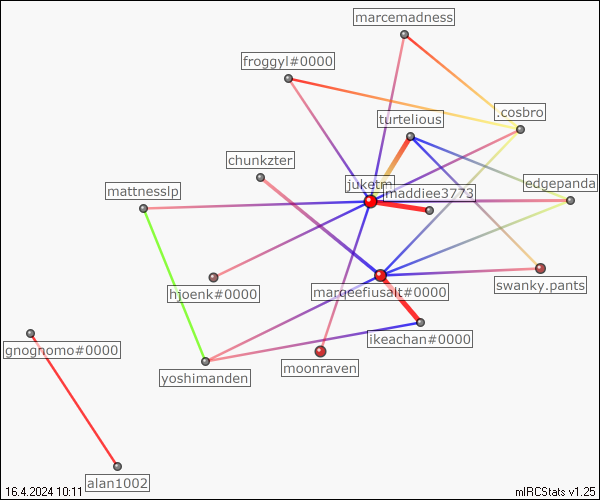 marcemadness
froggyl#0000
.cosbro
turtelious
chunkzter
edgepanda
juketm
maddiee3773
mattnesslp
swanky.pants
hjoenk#0000
marqeefiusalt#0000
ikeachan#0000
gnognomo#0000
moonraven
yoshimanden
alan1002
16.4.2024 10:11
mIRCStats v1.25